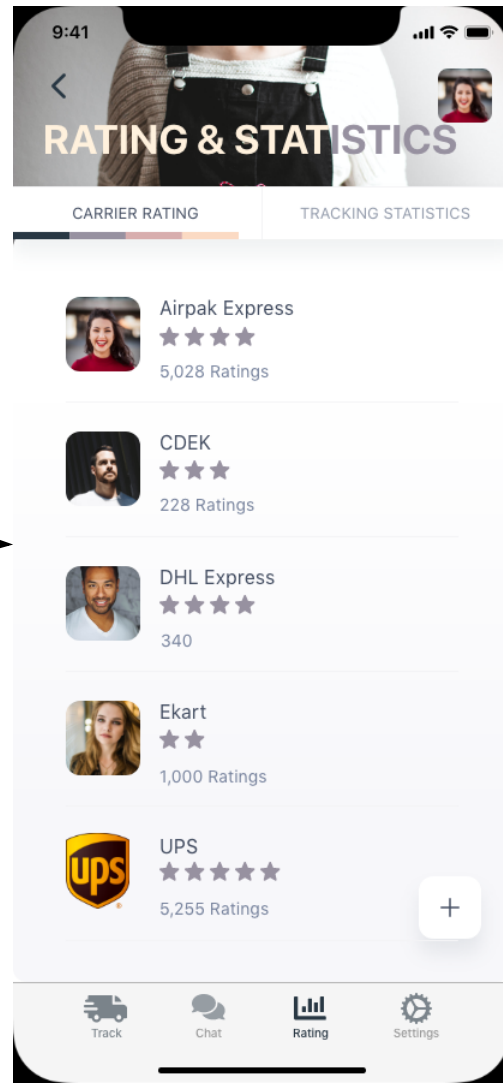 9:41
RATING & STATISTICS
CARRIER RATING
TRACKING STATISTICS
Airpak Express
5,028 Ratings
CDEK
228 Ratings
DHL Express
340
Ekart
1,000 Ratings
ups
UPS
5,255 Ratings
Track
Chat
Rating
Settings